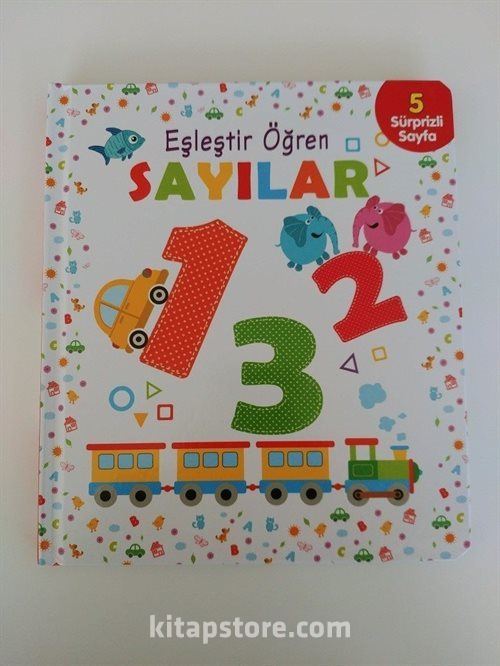 5
Sürprizli
Sayfa
Eşleştir Öğren
SAYILAR
1
2
3
kitapstore.com